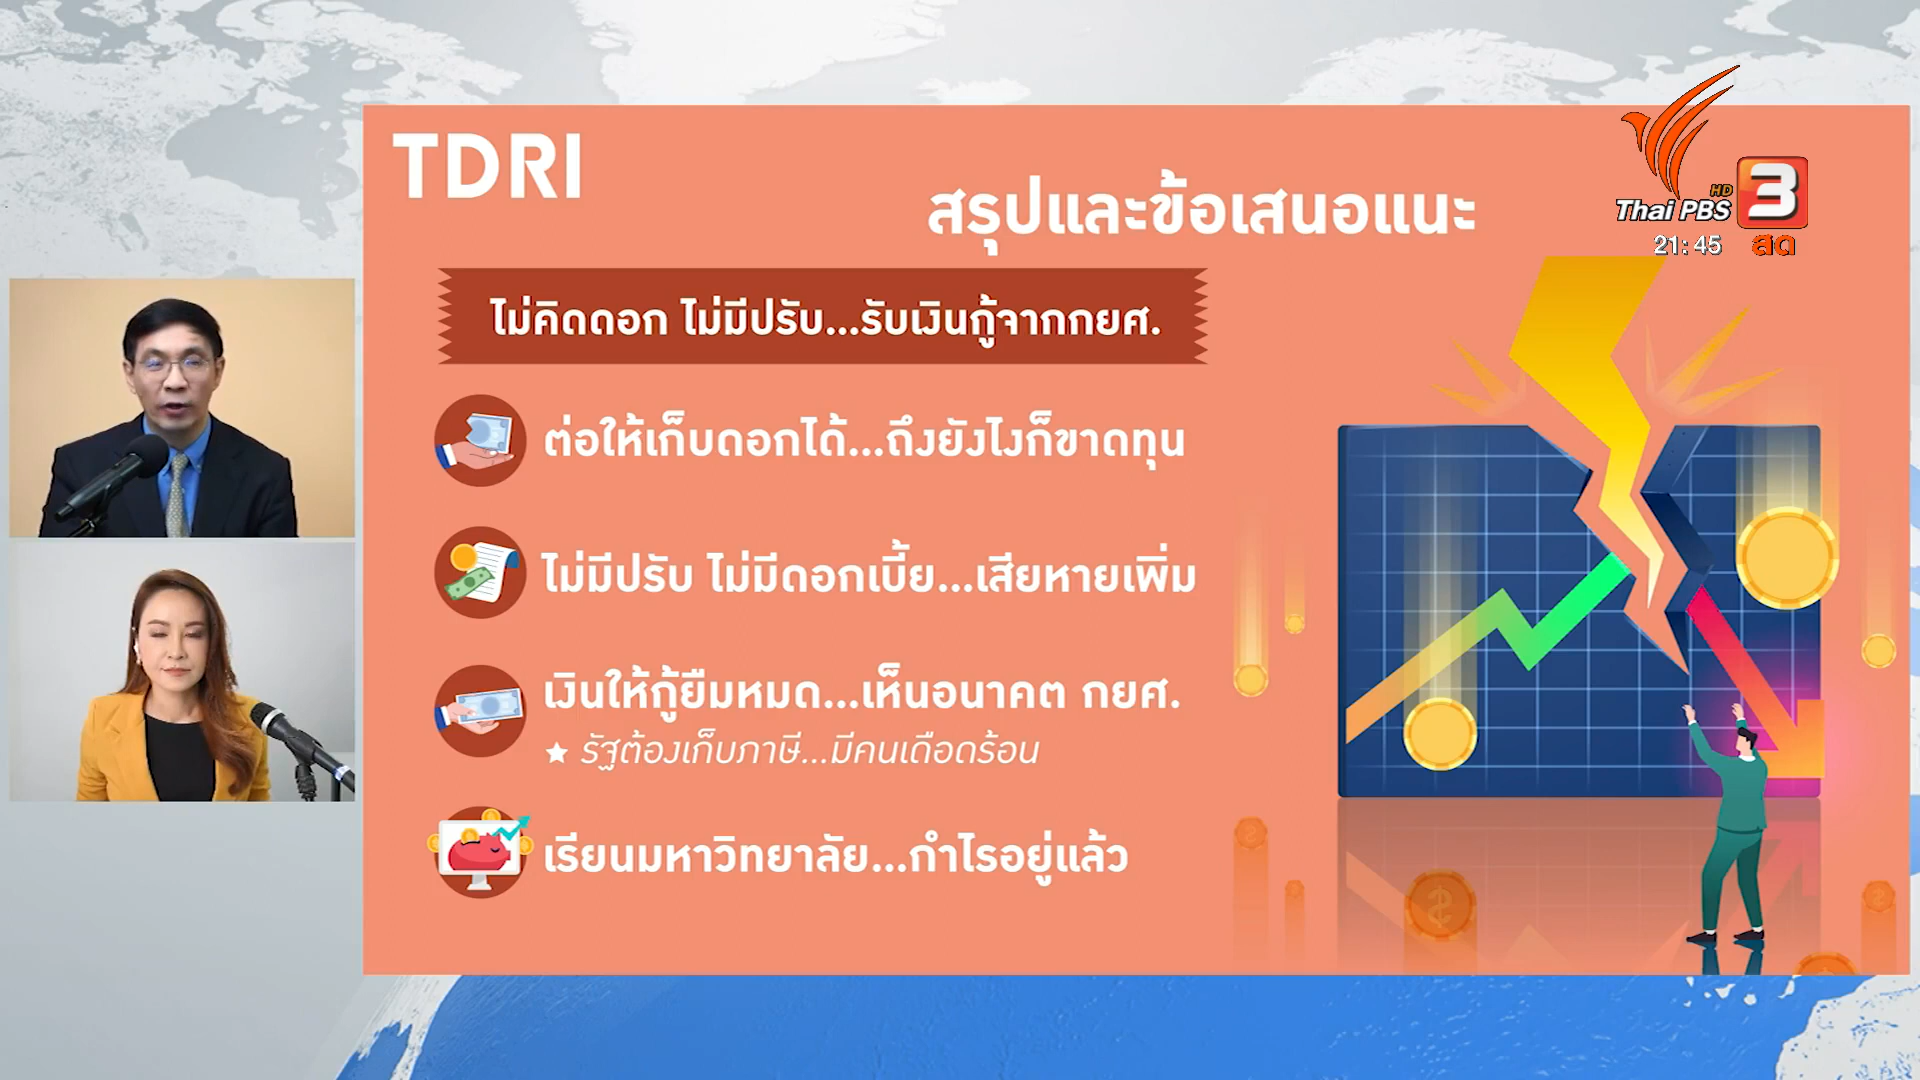 TDRI
สรุปและข้อเสนอแนะ
HD
Thai PBS 3
21:45 สด
ไม่คิดดอก ไม่มีปรับ...รับเงินกู้จากกยศ.
ต่อให้เก็บดอกได้...ถึงยังไงก็ขาดทุน
ไม่มีปรับ ไม่มีดอกเบี้ย...เสียหายเพิ่ม
เงินให้กู้ยืมหมด...เห็นอนาคต กยศ.
★ รัฐต้องเก็บภาษี...มีคนเดือดร้อน
เรียนมหาวิทยาลัย...กำไรอยู่แล้ว